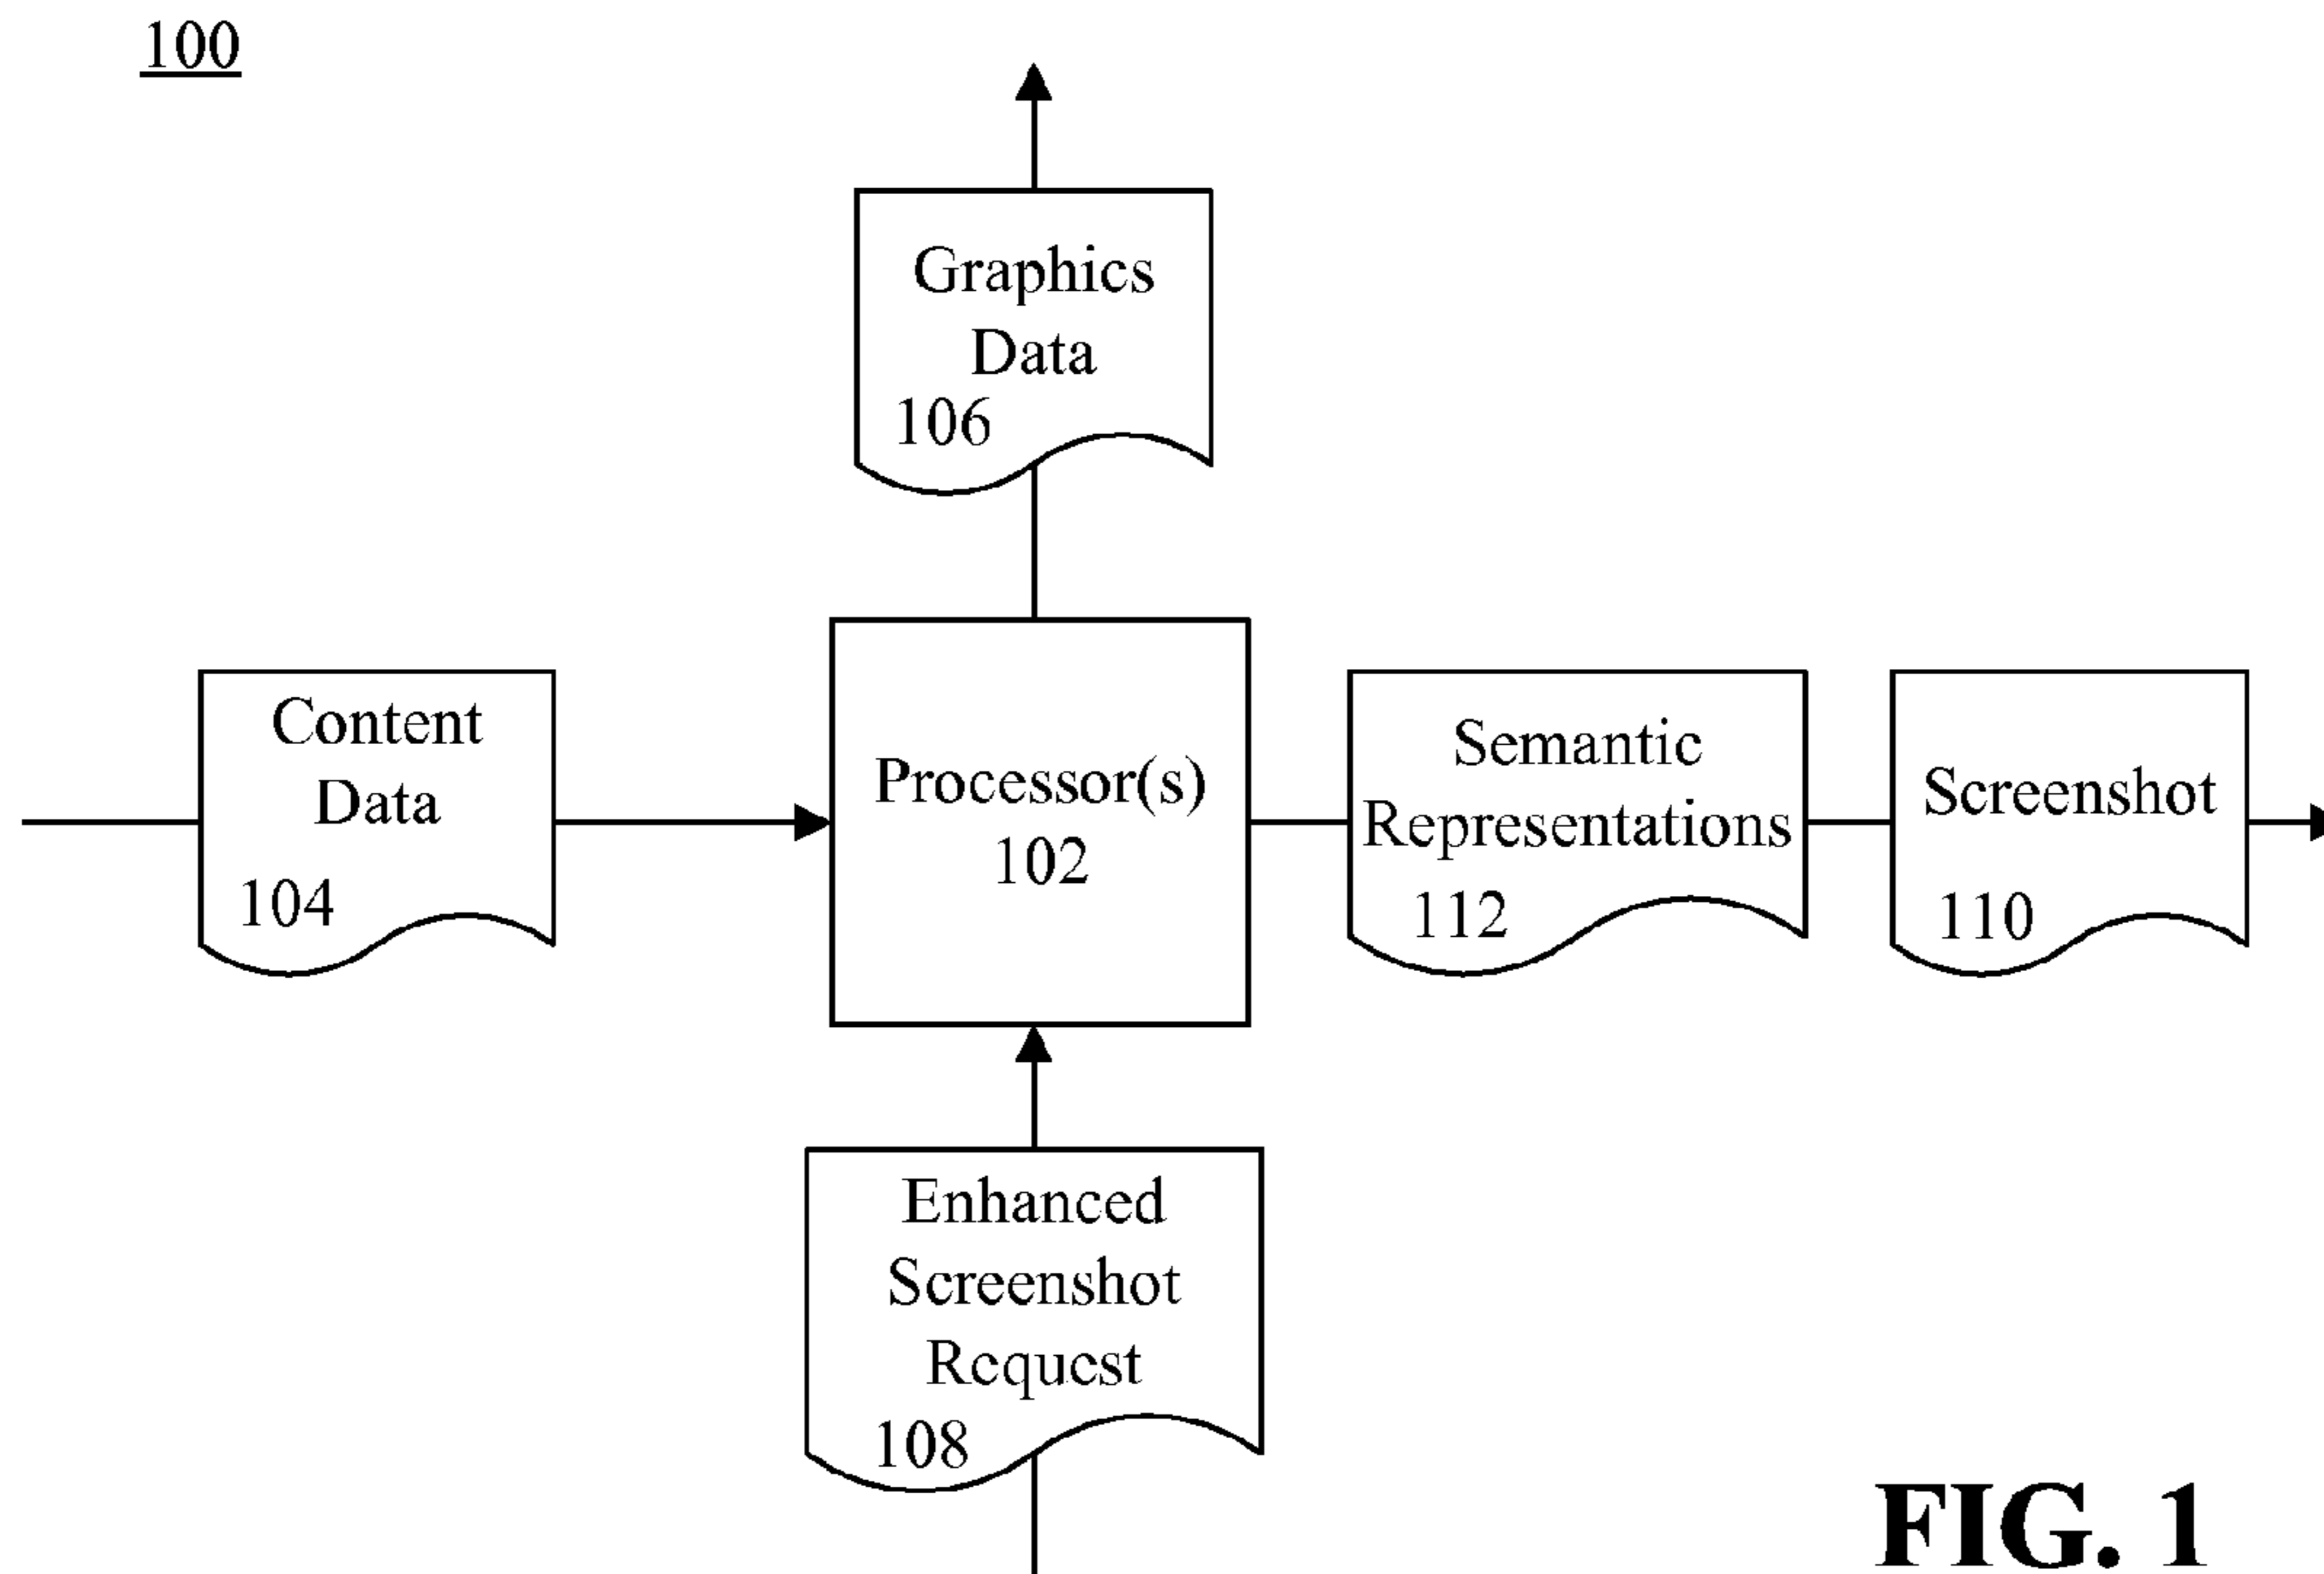 100
Graphics
Data
106
Content
Data
104
Processor(s)
102
Semantic
Representations
112
Screenshot
110
Enhanced
Screenshot
Request
108
FIG. 1